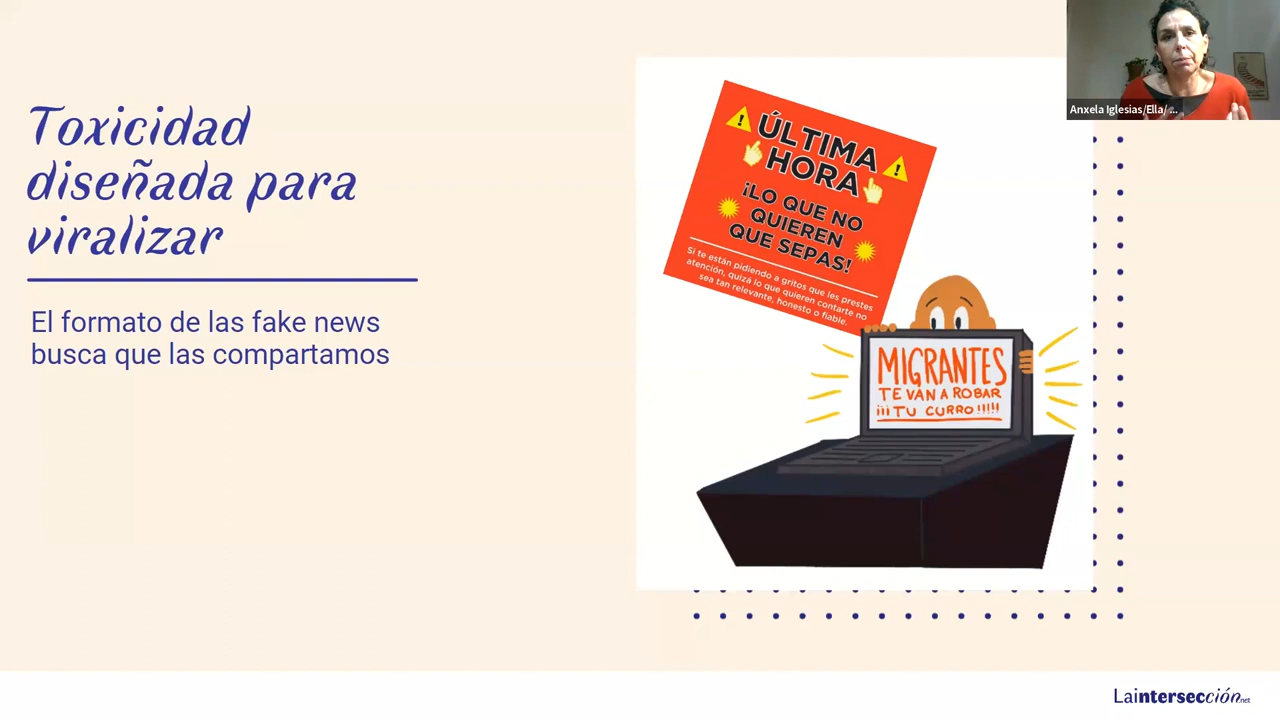 Toxicidad
diseñada para
viralizar
El formato de las fake news
busca que las compartamos
ÚLTIMA
HORA
¡LO QUE NO
QUIEREN
QUE SEPAS!
Si te están pidiendo a gritos que les prestes
atención, quizá lo que quieren contarte no
sea tan relevante, honesto o fiable.
MIGRANTES
TE VAN A ROBAR
¡¡¡TU CURRO!!!!!
Anxela Iglesias/Ella/ ...
Laintersección.net